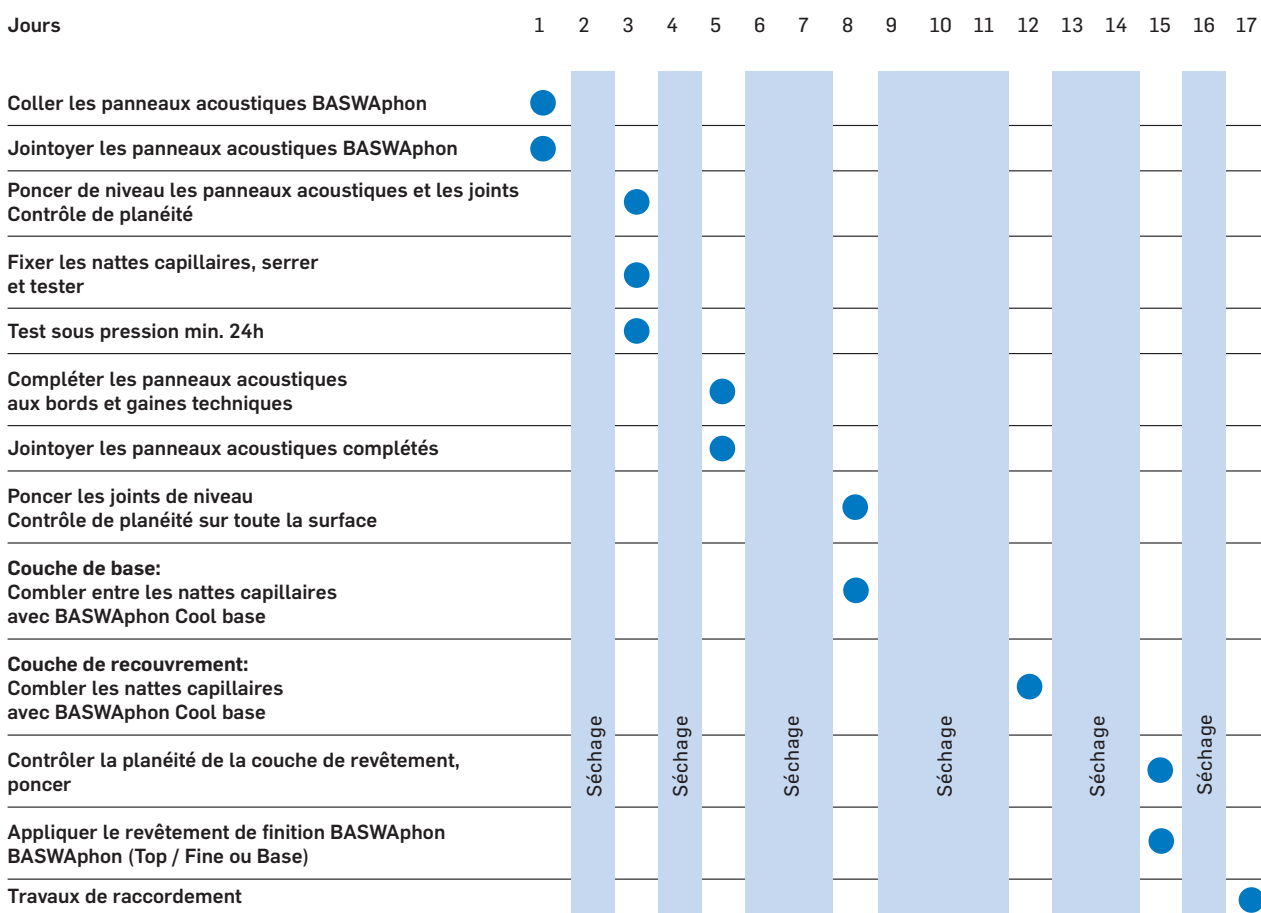 Jours 1 2 3 4 5 6 7 8 9 10 11 12 13 14 15 16 17
Coller les panneaux acoustiques BASWAphon
Jointoyer les panneaux acoustiques BASWAphon
Poncer de niveau les panneaux acoustiques et les joints
Contrôle de planéité
Fixer les nattes capillaires, serrer
et tester
Test sous pression min. 24h
Compléter les panneaux acoustiques
aux bords et gaines techniques
Jointoyer les panneaux acoustiques complétés
Poncer les joints de niveau
Contrôle de planéité sur toute la surface
Couche de base:
Combler entre les nattes capillaires
avec BASWAphon Cool base
Couche de recouvrement:
Combler les nattes capillaires
avec BASWAphon Cool base
Séchage
Séchage
Séchage
Séchage
Séchage
Séchage
Contrôler la planéité de la couche de revêtement,
poncer
Appliquer le revêtement de finition BASWAphon
BASWAphon (Top / Fine ou Base)
Travaux de raccordement